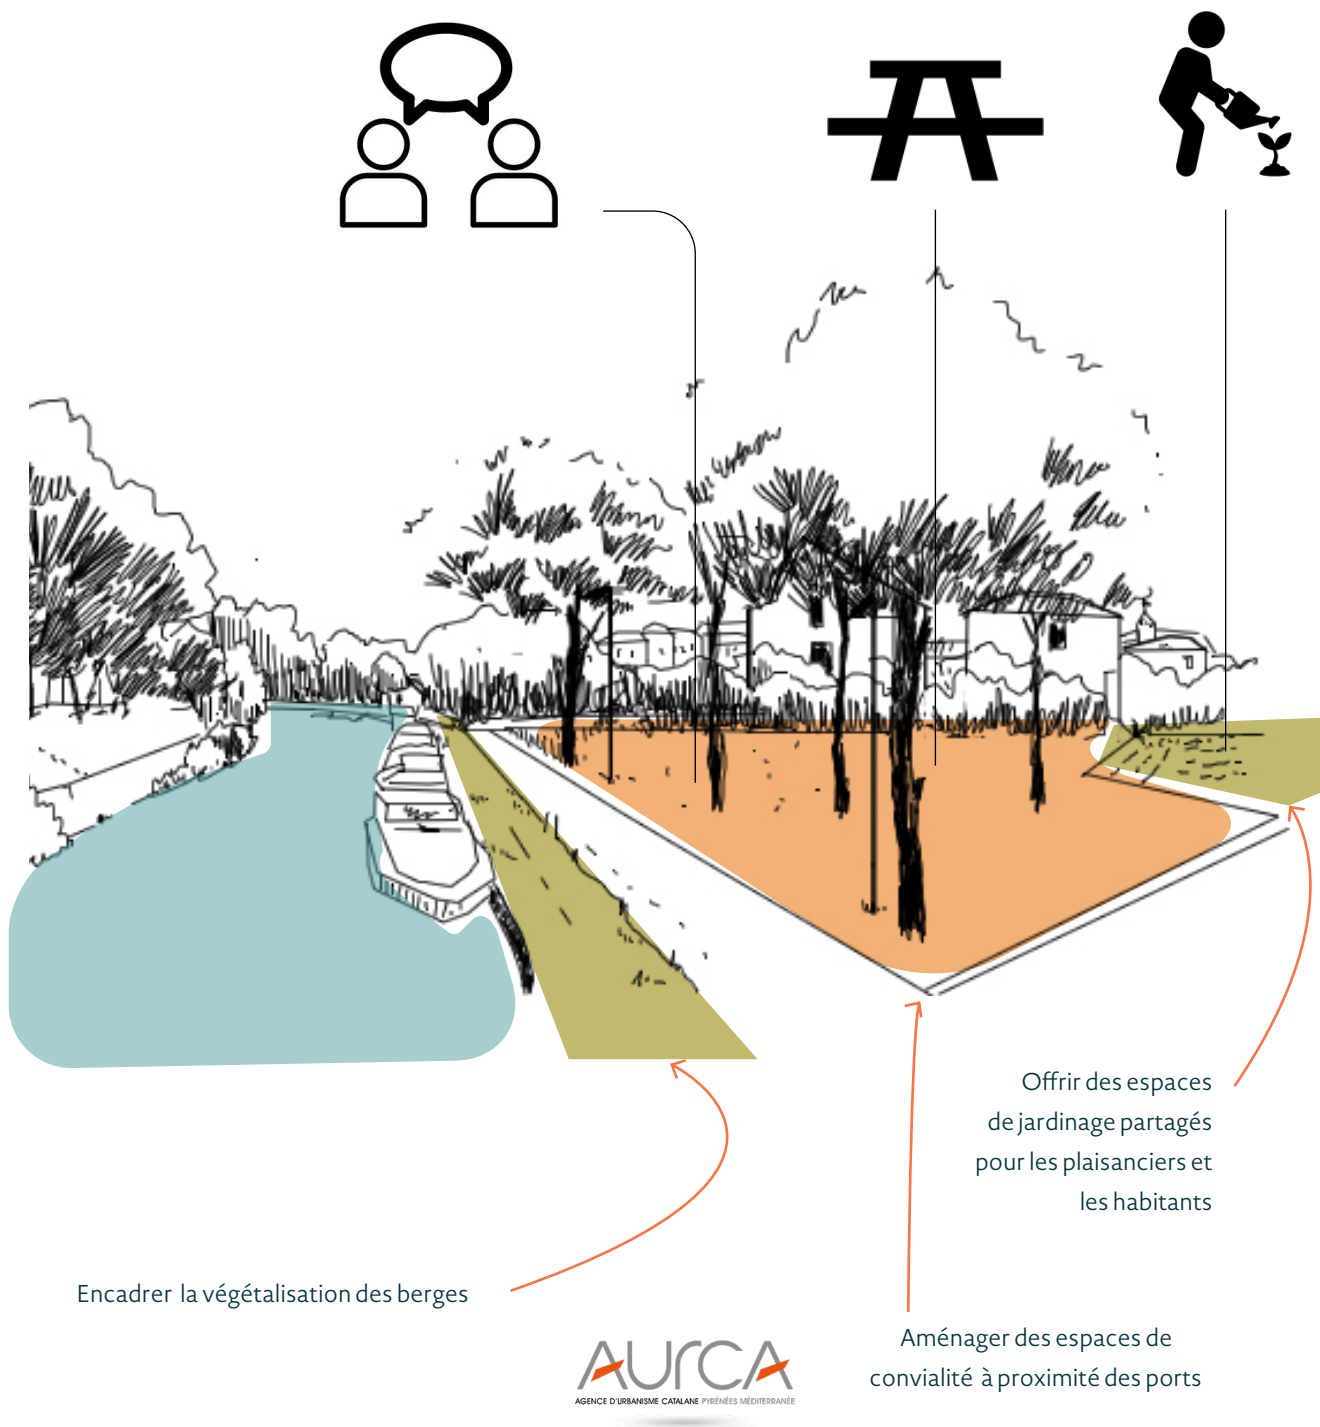 Offrir des espaces
de jardinage partagés
pour les plaisanciers et
les habitants
Encadrer la végétalisation des berges
Aménager des espaces de
convialité à proximité des ports
AURCA
AGENCE D'URBANISME CATALANE PYRÉNÉES MÉDITERRANÉE